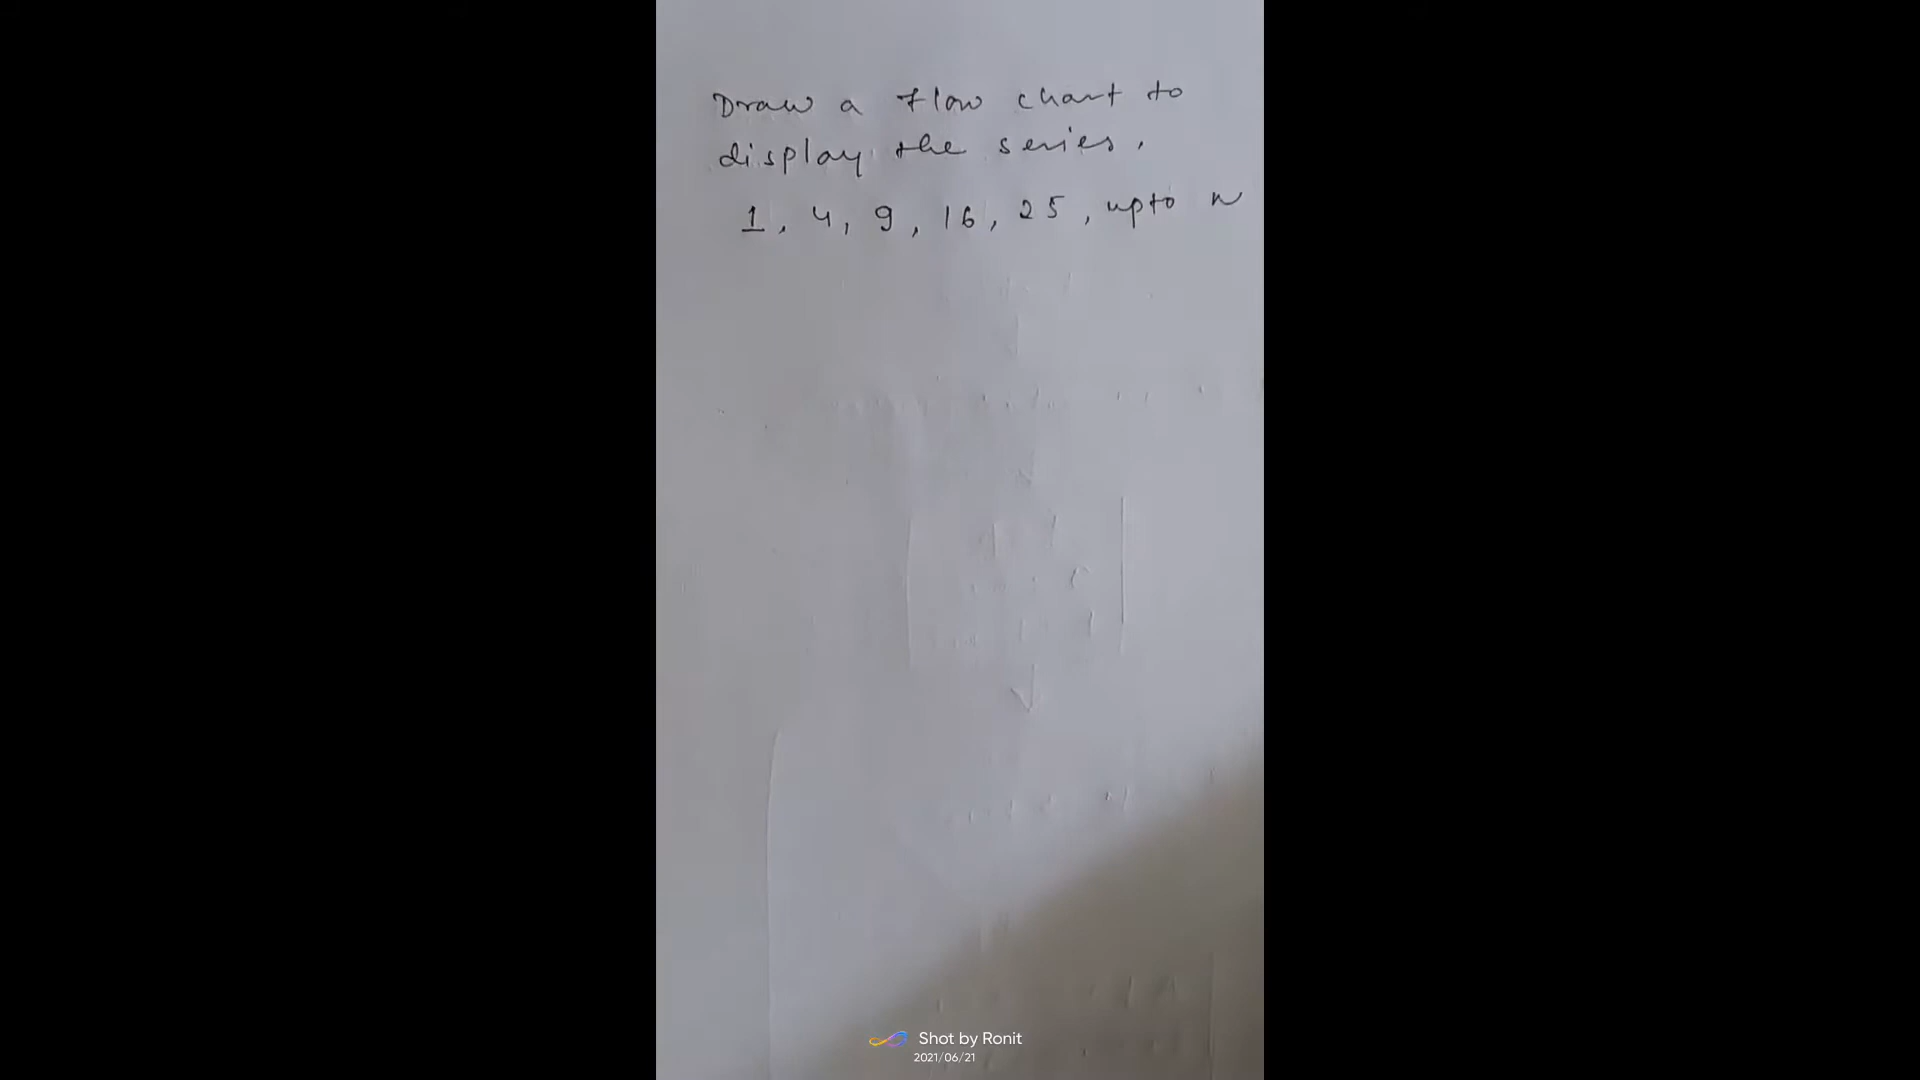 Draw a flow chart to
display the series,
1, 4, 9, 16, 25, upto n
Shot by Ronit
2021/06/21